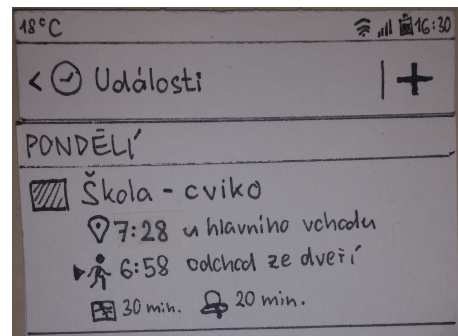 18°C 16:30
< Události +
PONDĚLÍ
Škola - cviko
7:28 u hlavního vchodu
6:58 odchod ze dveří
30 min. 20 min.